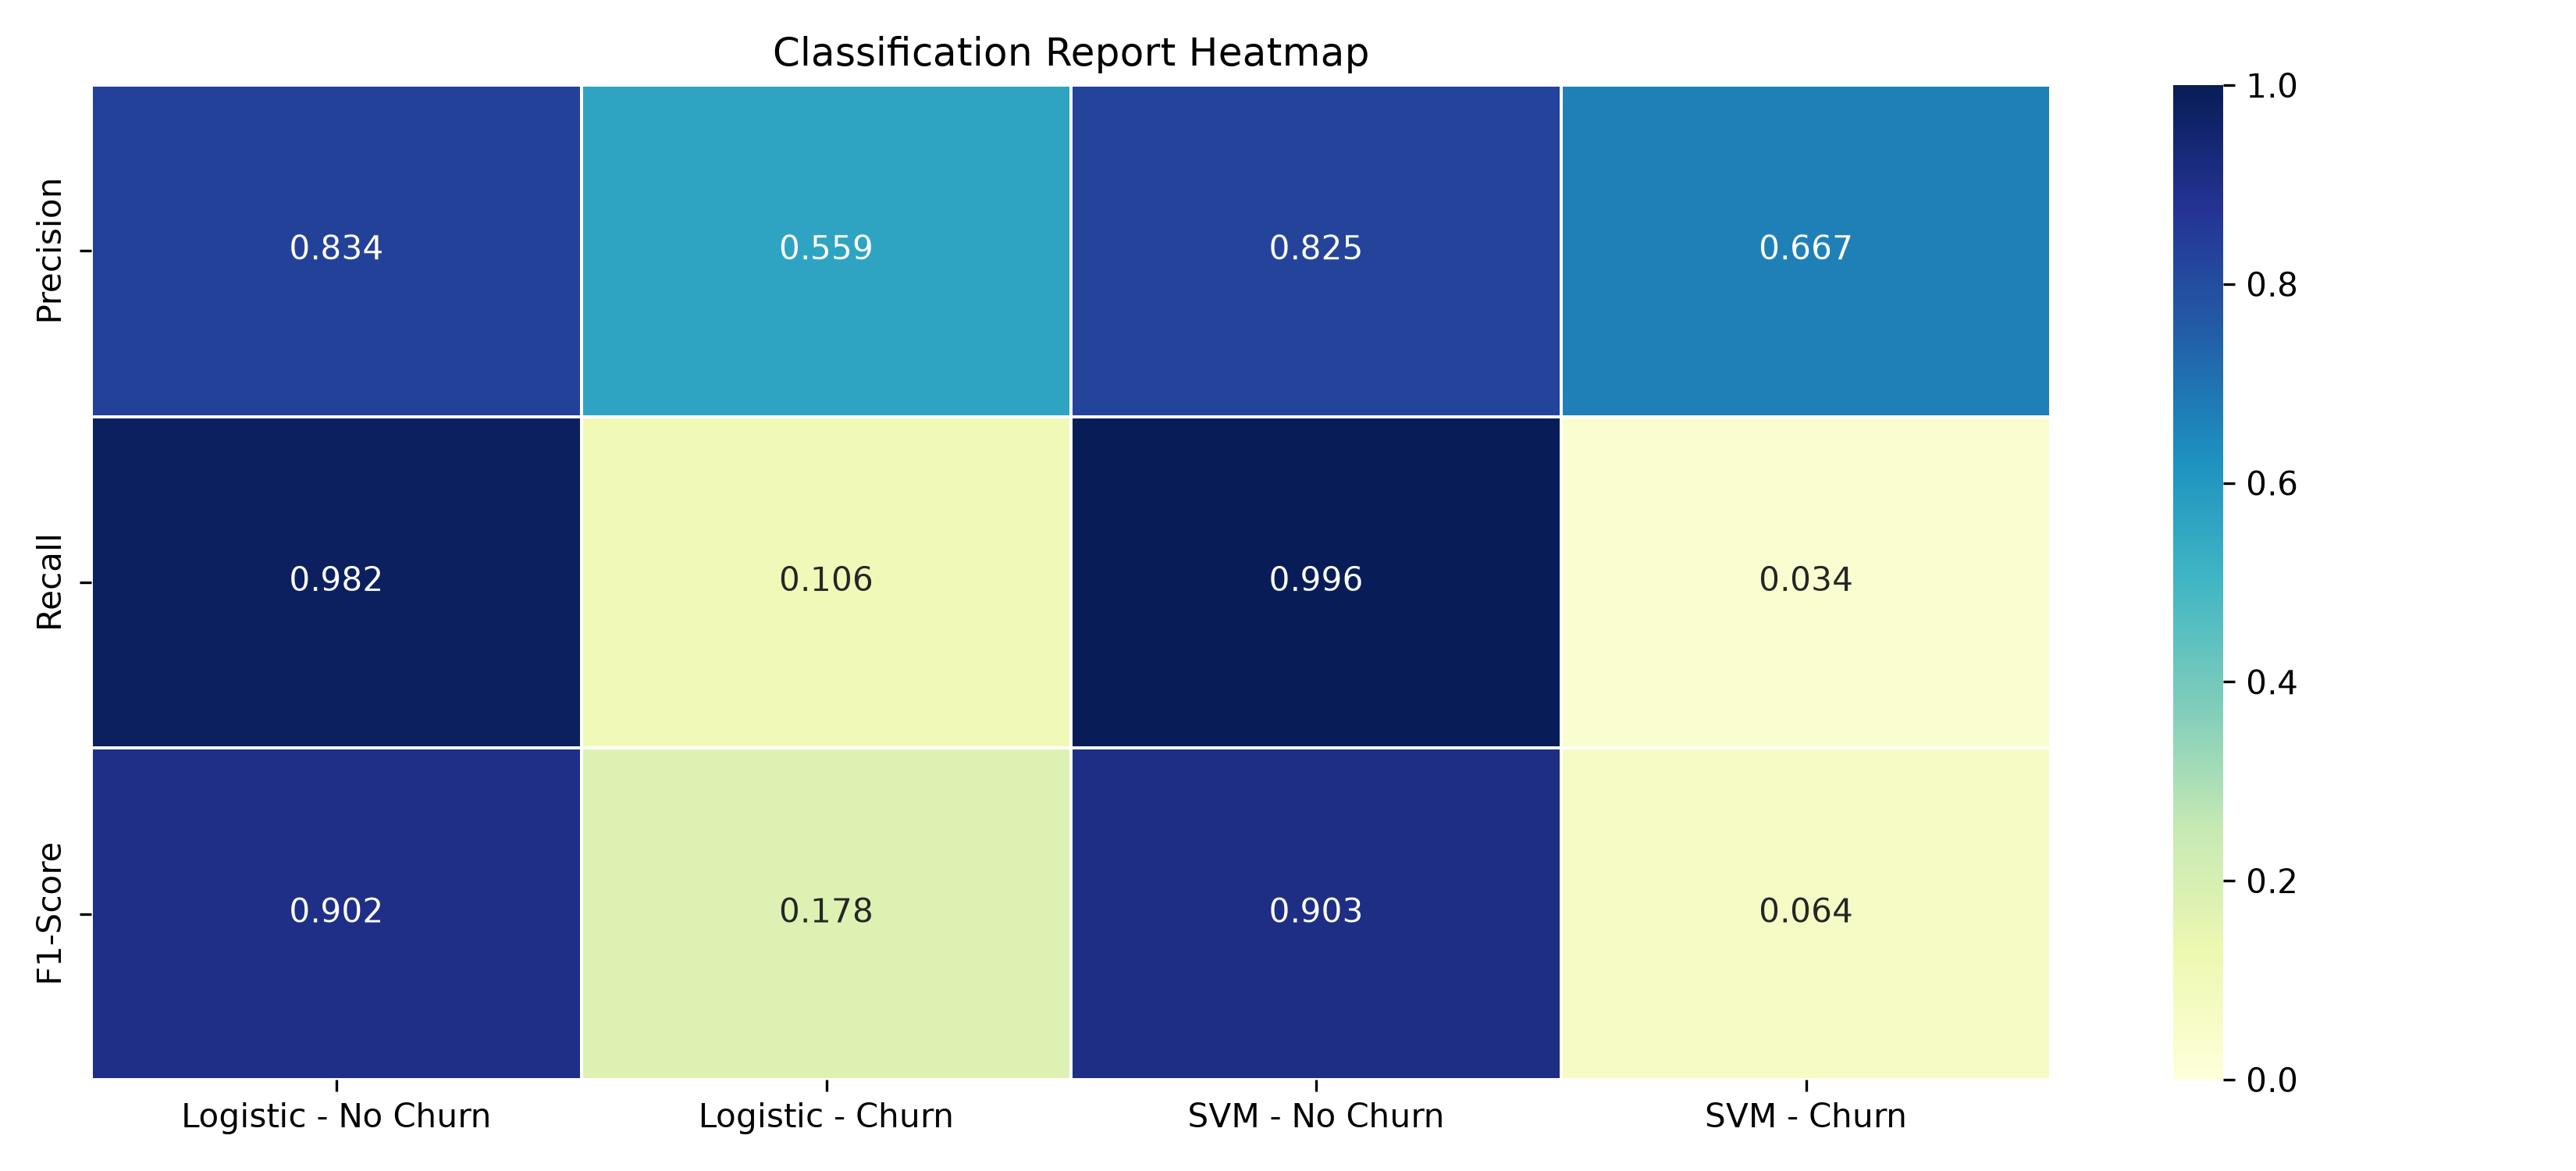 Classification Report Heatmap
Precision
0.834 0.559 0.825 0.667
Recall
0.982 0.106 0.996 0.034
F1-Score
0.902 0.178 0.903 0.064
Logistic - No Churn
Logistic - Churn
SVM - No Churn
SVM - Churn
1.0
0.8
0.6
0.4
0.2
0.0